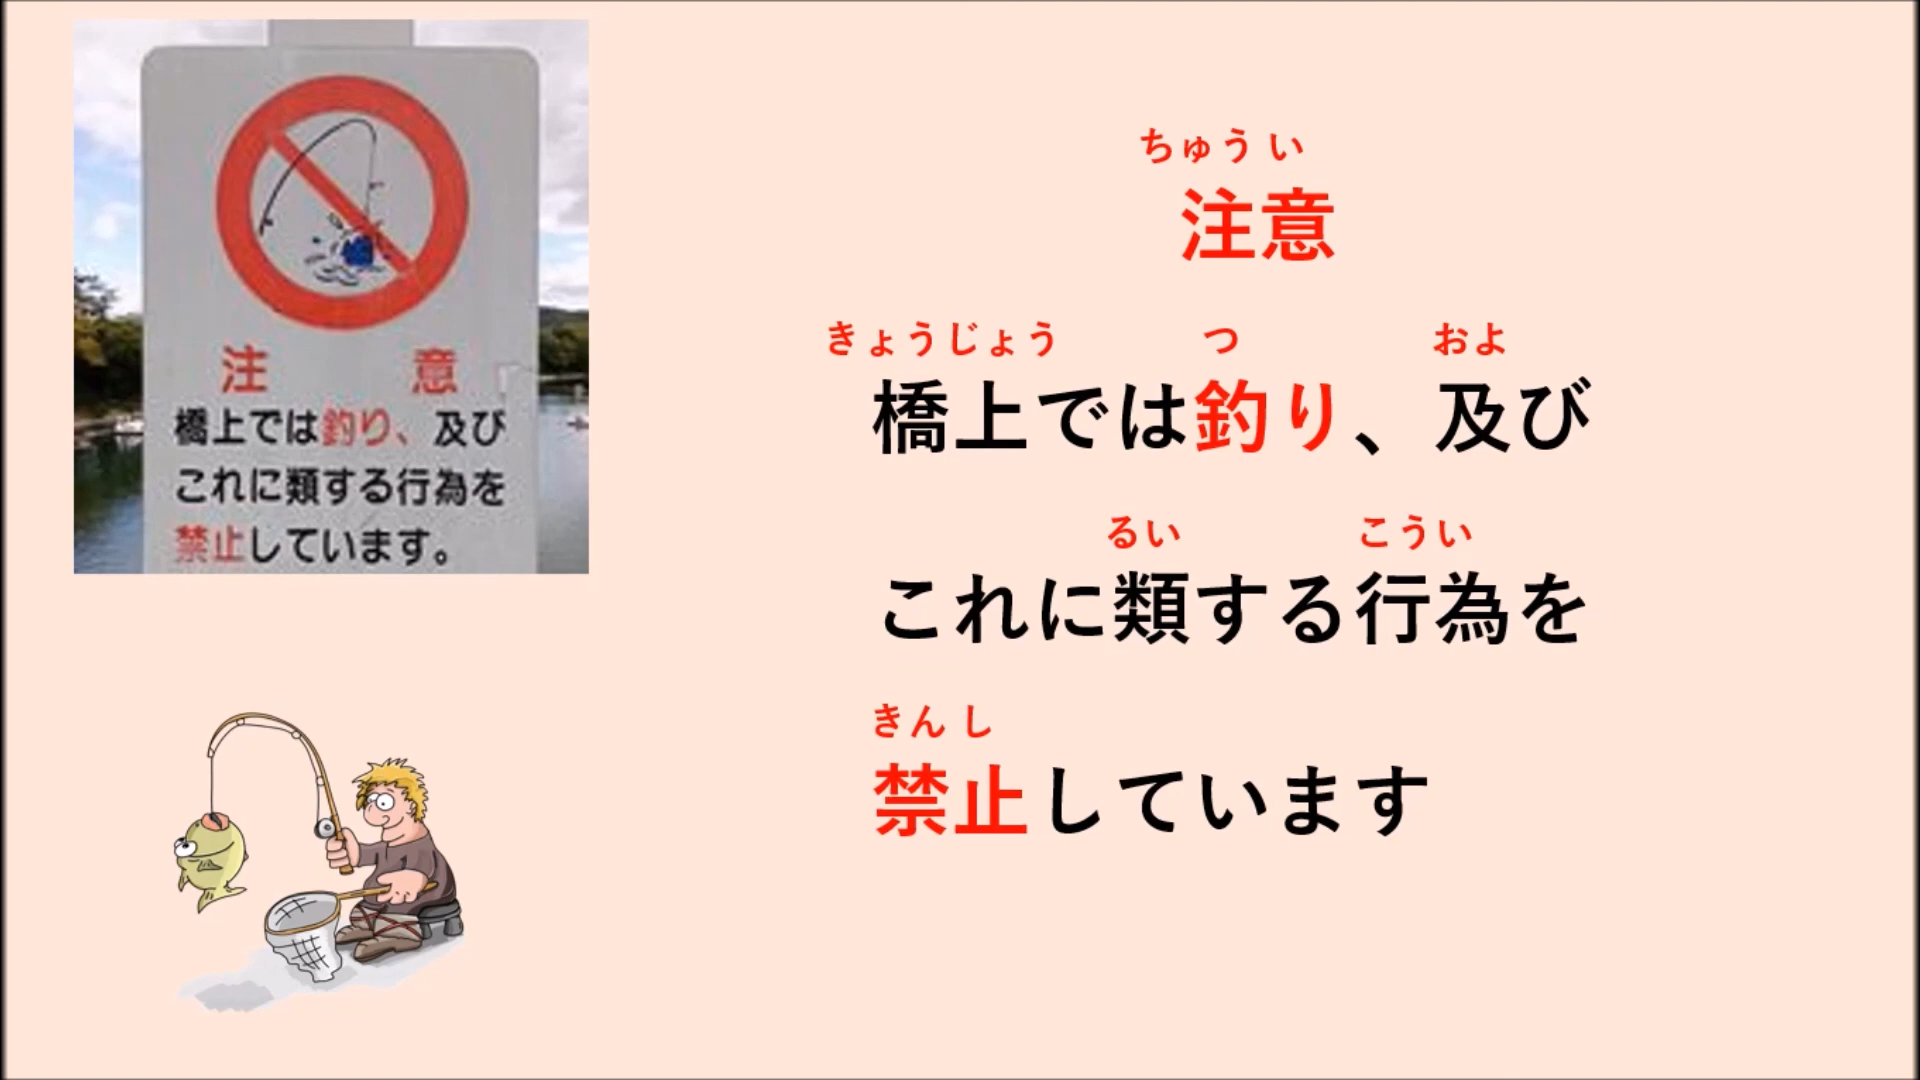 注 意
橋上では釣り、及び
これに類する行為を
禁止しています。
ちゅうい
注意
きょうじょう つ およ
橋上では釣り、及び
るい こうい
これに類する行為を
きんし
禁止しています